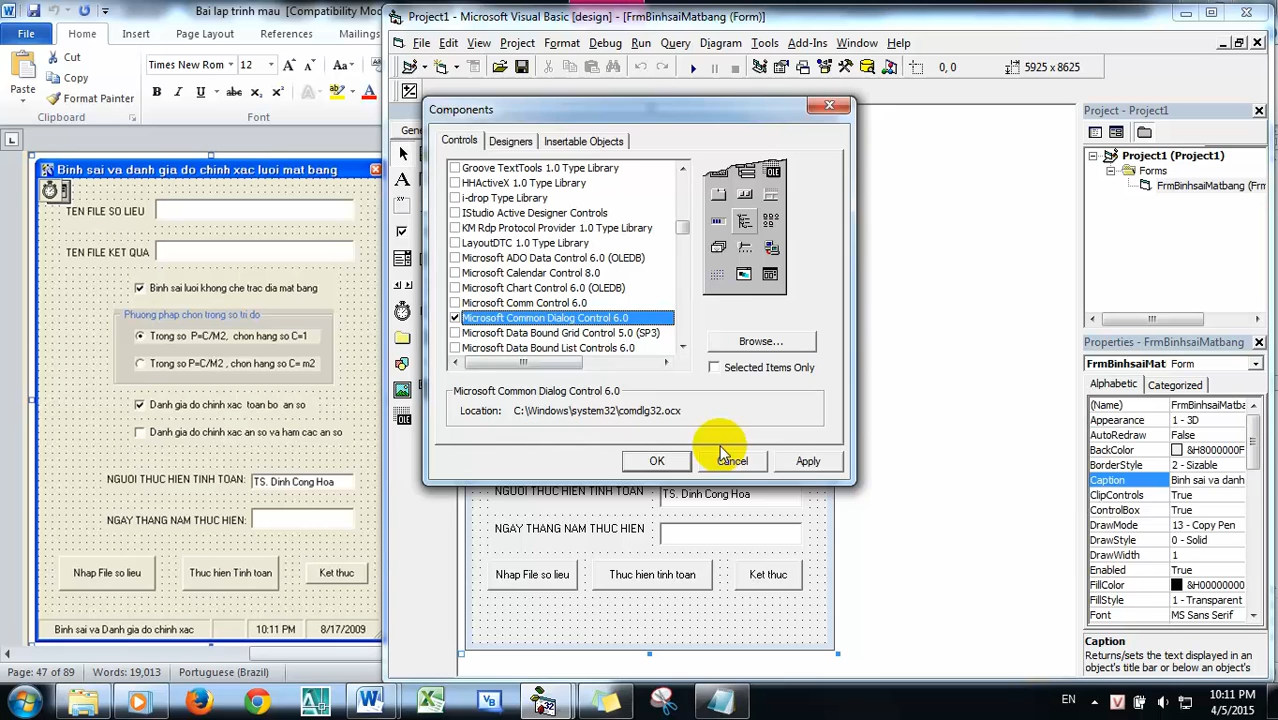 Bai lap trinh mau [Compatibility Mo
File
Home
Insert
Page Layout
References
Mailings
Paste
Cut
Copy
Format Painter
Clipboard
Times New Rom
12
Aa
B I U abc x₂ x²
A
Font
L
Binh sai va danh gia do chinh xac luoi mat bang
TEN FILE SO LIEU
TEN FILE KET QUA
Binh sai luoi khong che trac dia mat bang
Phuong phap chon trong so tri do
Trong so P=C/M2, chon hang so C=1
Trong so P=C/M2 , chon hang so C= m2
Danh gia do chinh xac toan bo an so
Danh gia do chinh xac an so va ham cac an so
NGUOI THUC HIEN TINH TOAN:
TS. Dinh Cong Hoa
NGAY THANG NAM THUC HIEN:
Nhap File so lieu
Thuc hien Tinh toan
Ket thuc
Binh sai va Danh gia do chinh xac
10:11 PM
8/17/2009
Page: 47 of 89
Words: 19,013
Portuguese (Brazil)
Project1 - Microsoft Visual Basic [design] - [FrmBinhsaiMatbang (Form)]
File Edit View Project Format Debug Run Query Diagram Tools Add-Ins Window Help
0, 0
5925 x 8625
Gene
A
Components
Controls
Designers
Insertable Objects
Groove TextTools 1.0 Type Library
HHActiveX 1.0 Type Library
i-drop Type Library
IStudio Active Designer Controls
KM Rdp Protocol Provider 1.0 Type Library
LayoutDTC 1.0 Type Library
Microsoft ADO Data Control 6.0 (OLEDB)
Microsoft Calendar Control 8.0
Microsoft Chart Control 6.0 (OLEDB)
Microsoft Comm Control 6.0
Microsoft Common Dialog Control 6.0
Microsoft Data Bound Grid Control 5.0 (SP3)
Microsoft Data Bound List Controls 6.0
OLE
Browse...
Selected Items Only
Microsoft Common Dialog Control 6.0
Location: C:\Windows\system32\comdlg32.ocx
OK
Cancel
Apply
NGUOI THUC HIEN TINH TOAN
TS. Dinh Cong Hoa
NGAY THANG NAM THUC HIEN
Nhap File so lieu
Thuc hien tinh toan
Ket thuc
Project - Project1
Project1 (Project1)
Forms
FrmBinhsaiMatbang (Frm
Properties - FrmBinhsaiMatbang
FrmBinhsaiMat Form
Alphabetic
Categorized
(Name) FrmBinhsaiMatba
Appearance 1 - 3D
AutoRedraw False
BackColor &H8000000F
BorderStyle 2 - Sizable
Caption Binh sai va danh
ClipControls True
ControlBox True
DrawMode 13 - Copy Pen
DrawStyle 0 - Solid
DrawWidth 1
Enabled True
FillColor &H00000000
FillStyle 1 - Transparent
Font MS Sans Serif
Caption
Returns/sets the text displayed in
an object's title bar or below an object's
W
VB
32
EN
V
10:11 PM
4/5/2015